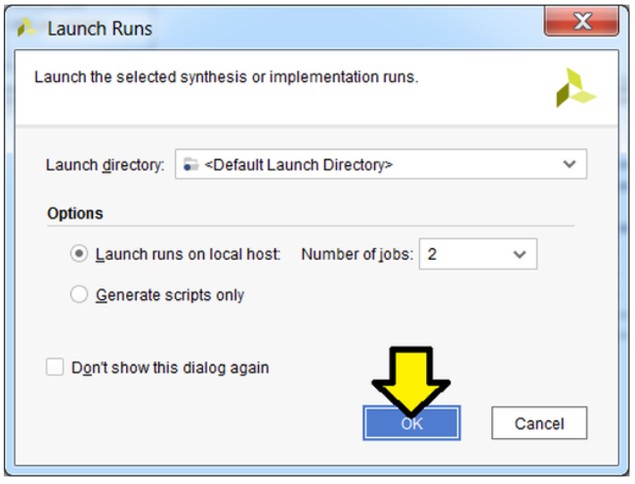 Launch Runs
Launch the selected synthesis or implementation runs.
Launch directory: <Default Launch Directory>
Options
Launch runs on local host: Number of jobs: 2
Generate scripts only
Don't show this dialog again
OK Cancel